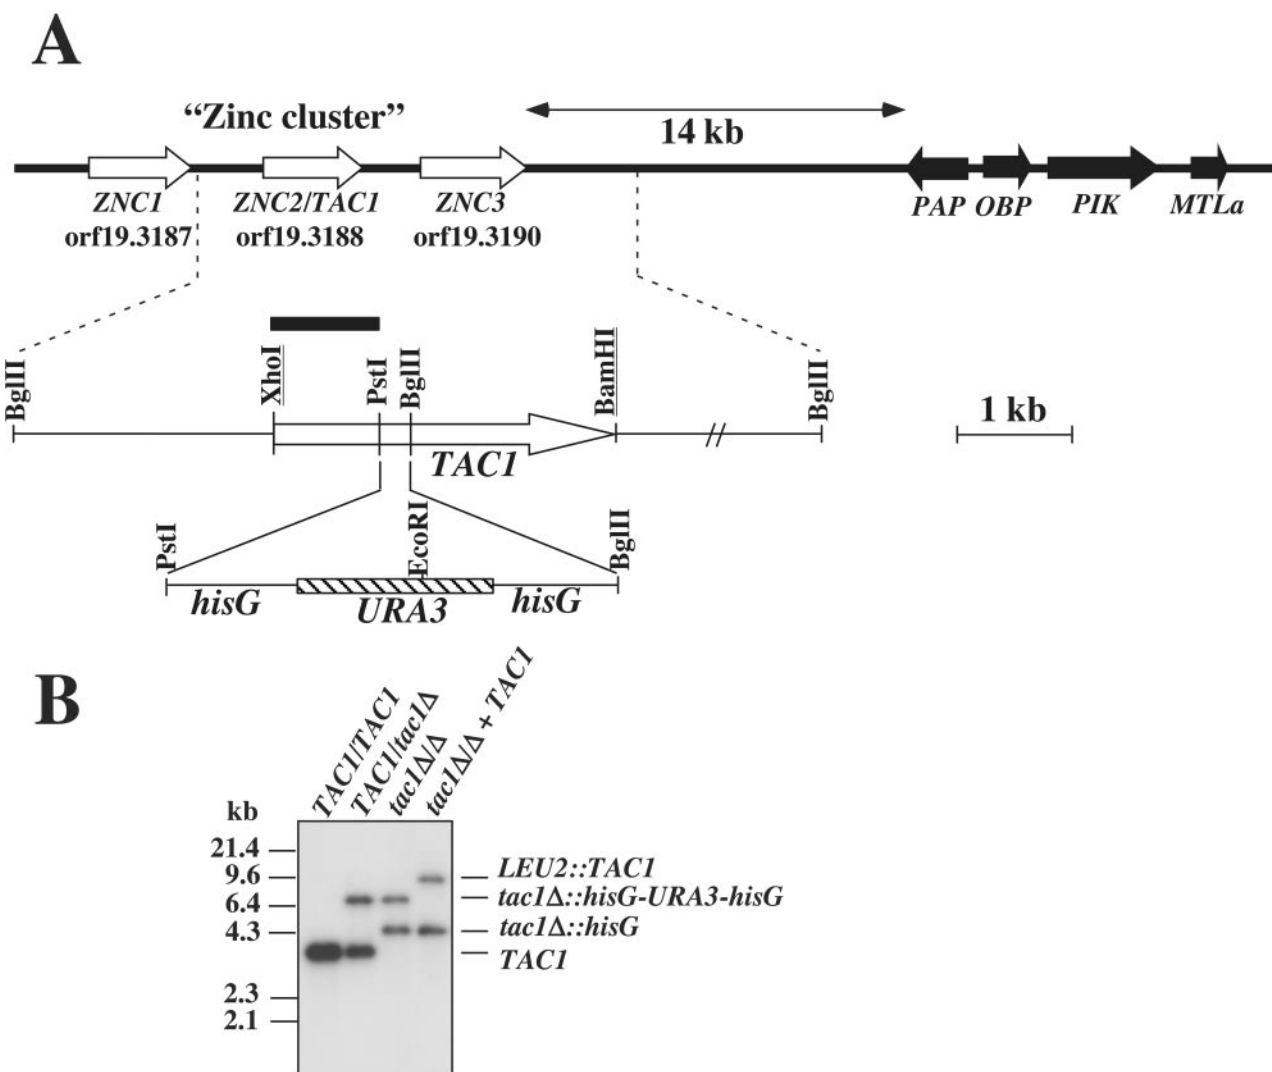 A
“Zinc cluster”
14 kb
ZNC1 ZNC2/TAC1 ZNC3 PAP OBP PIK MTLa
orf19.3187 orf19.3188 orf19.3190
BglII XhoI PstI BglII BamHI BglII
1 kb
TAC1
PstI EcoRI BglII
hisG URA3 hisG
B
TAC1/TAC1 TAC1/tac1Δ tac1Δ/Δ tac1Δ/Δ + TAC1
kb
21.4
9.6 LEU2::TAC1
6.4 tac1Δ::hisG-URA3-hisG
4.3 tac1Δ::hisG
TAC1
2.3
2.1